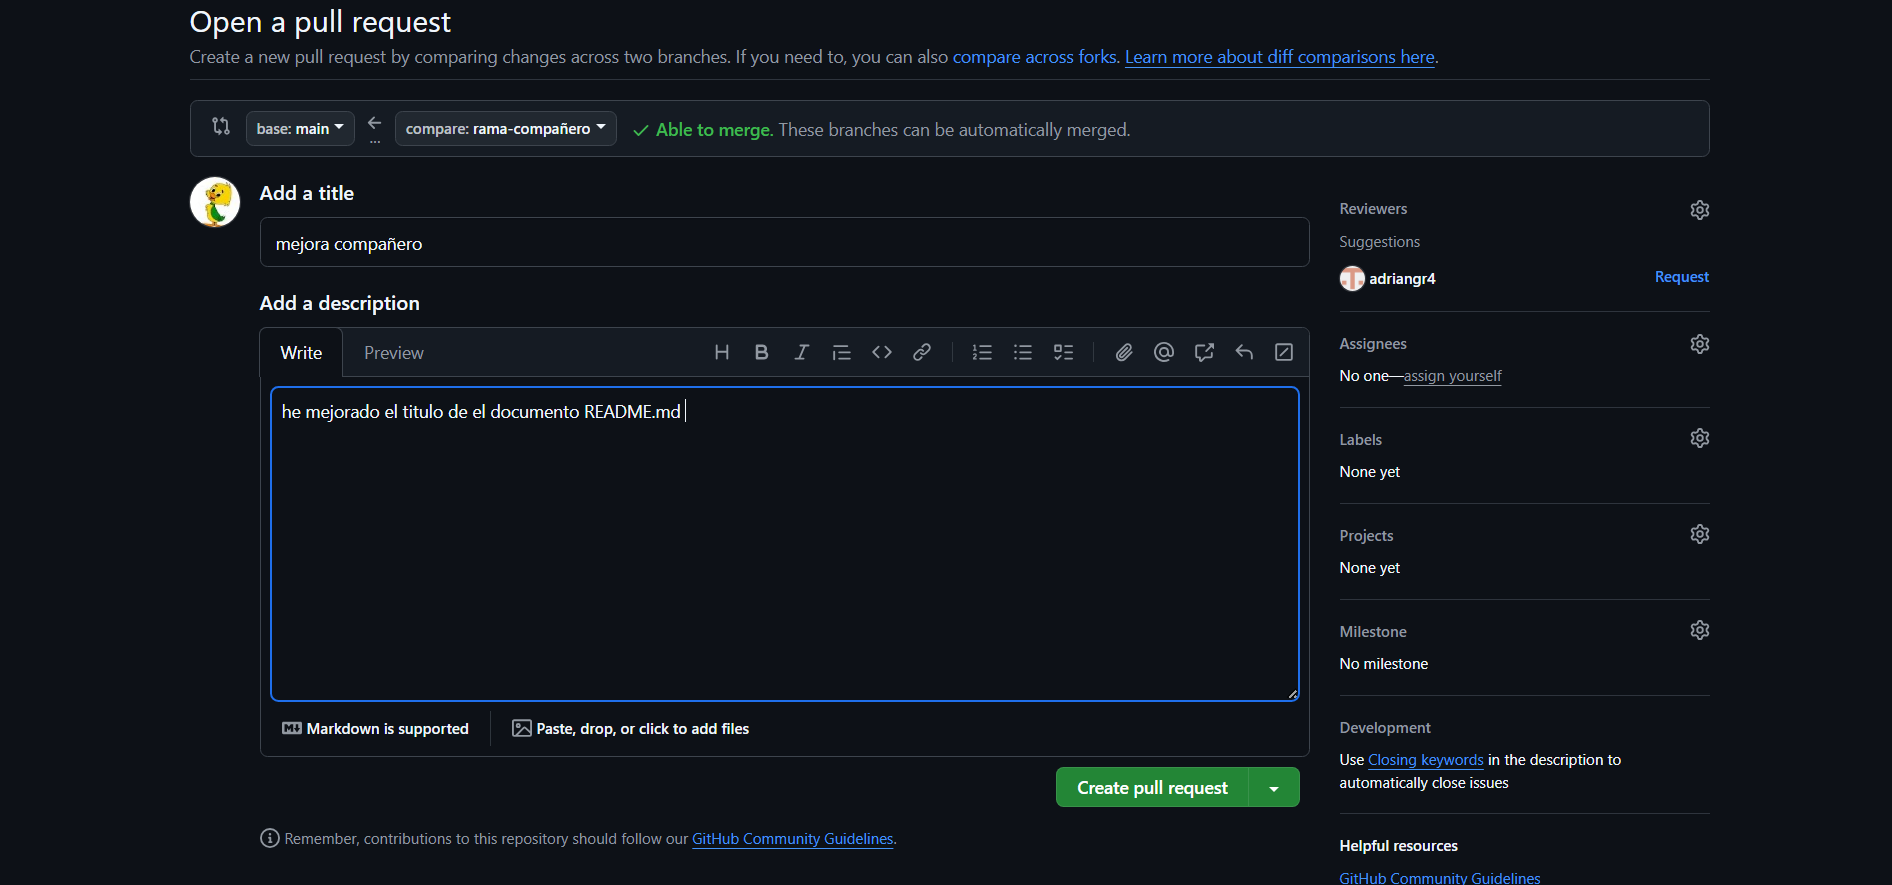 Open a pull request
Create a new pull request by comparing changes across two branches. If you need to, you can also compare across forks. Learn more about diff comparisons here.
base: main
...
compare: rama-compañero
Able to merge. These branches can be automatically merged.
Add a title
mejora compañero
Add a description
Write
Preview
he mejorado el titulo de el documento README.md
Markdown is supported
Paste, drop, or click to add files
Create pull request
Remember, contributions to this repository should follow our GitHub Community Guidelines.
Reviewers
Suggestions
adriangr4
Request
Assignees
No one—assign yourself
Labels
None yet
Projects
None yet
Milestone
No milestone
Development
Use Closing keywords in the description to
automatically close issues
Helpful resources
GitHub Community Guidelines